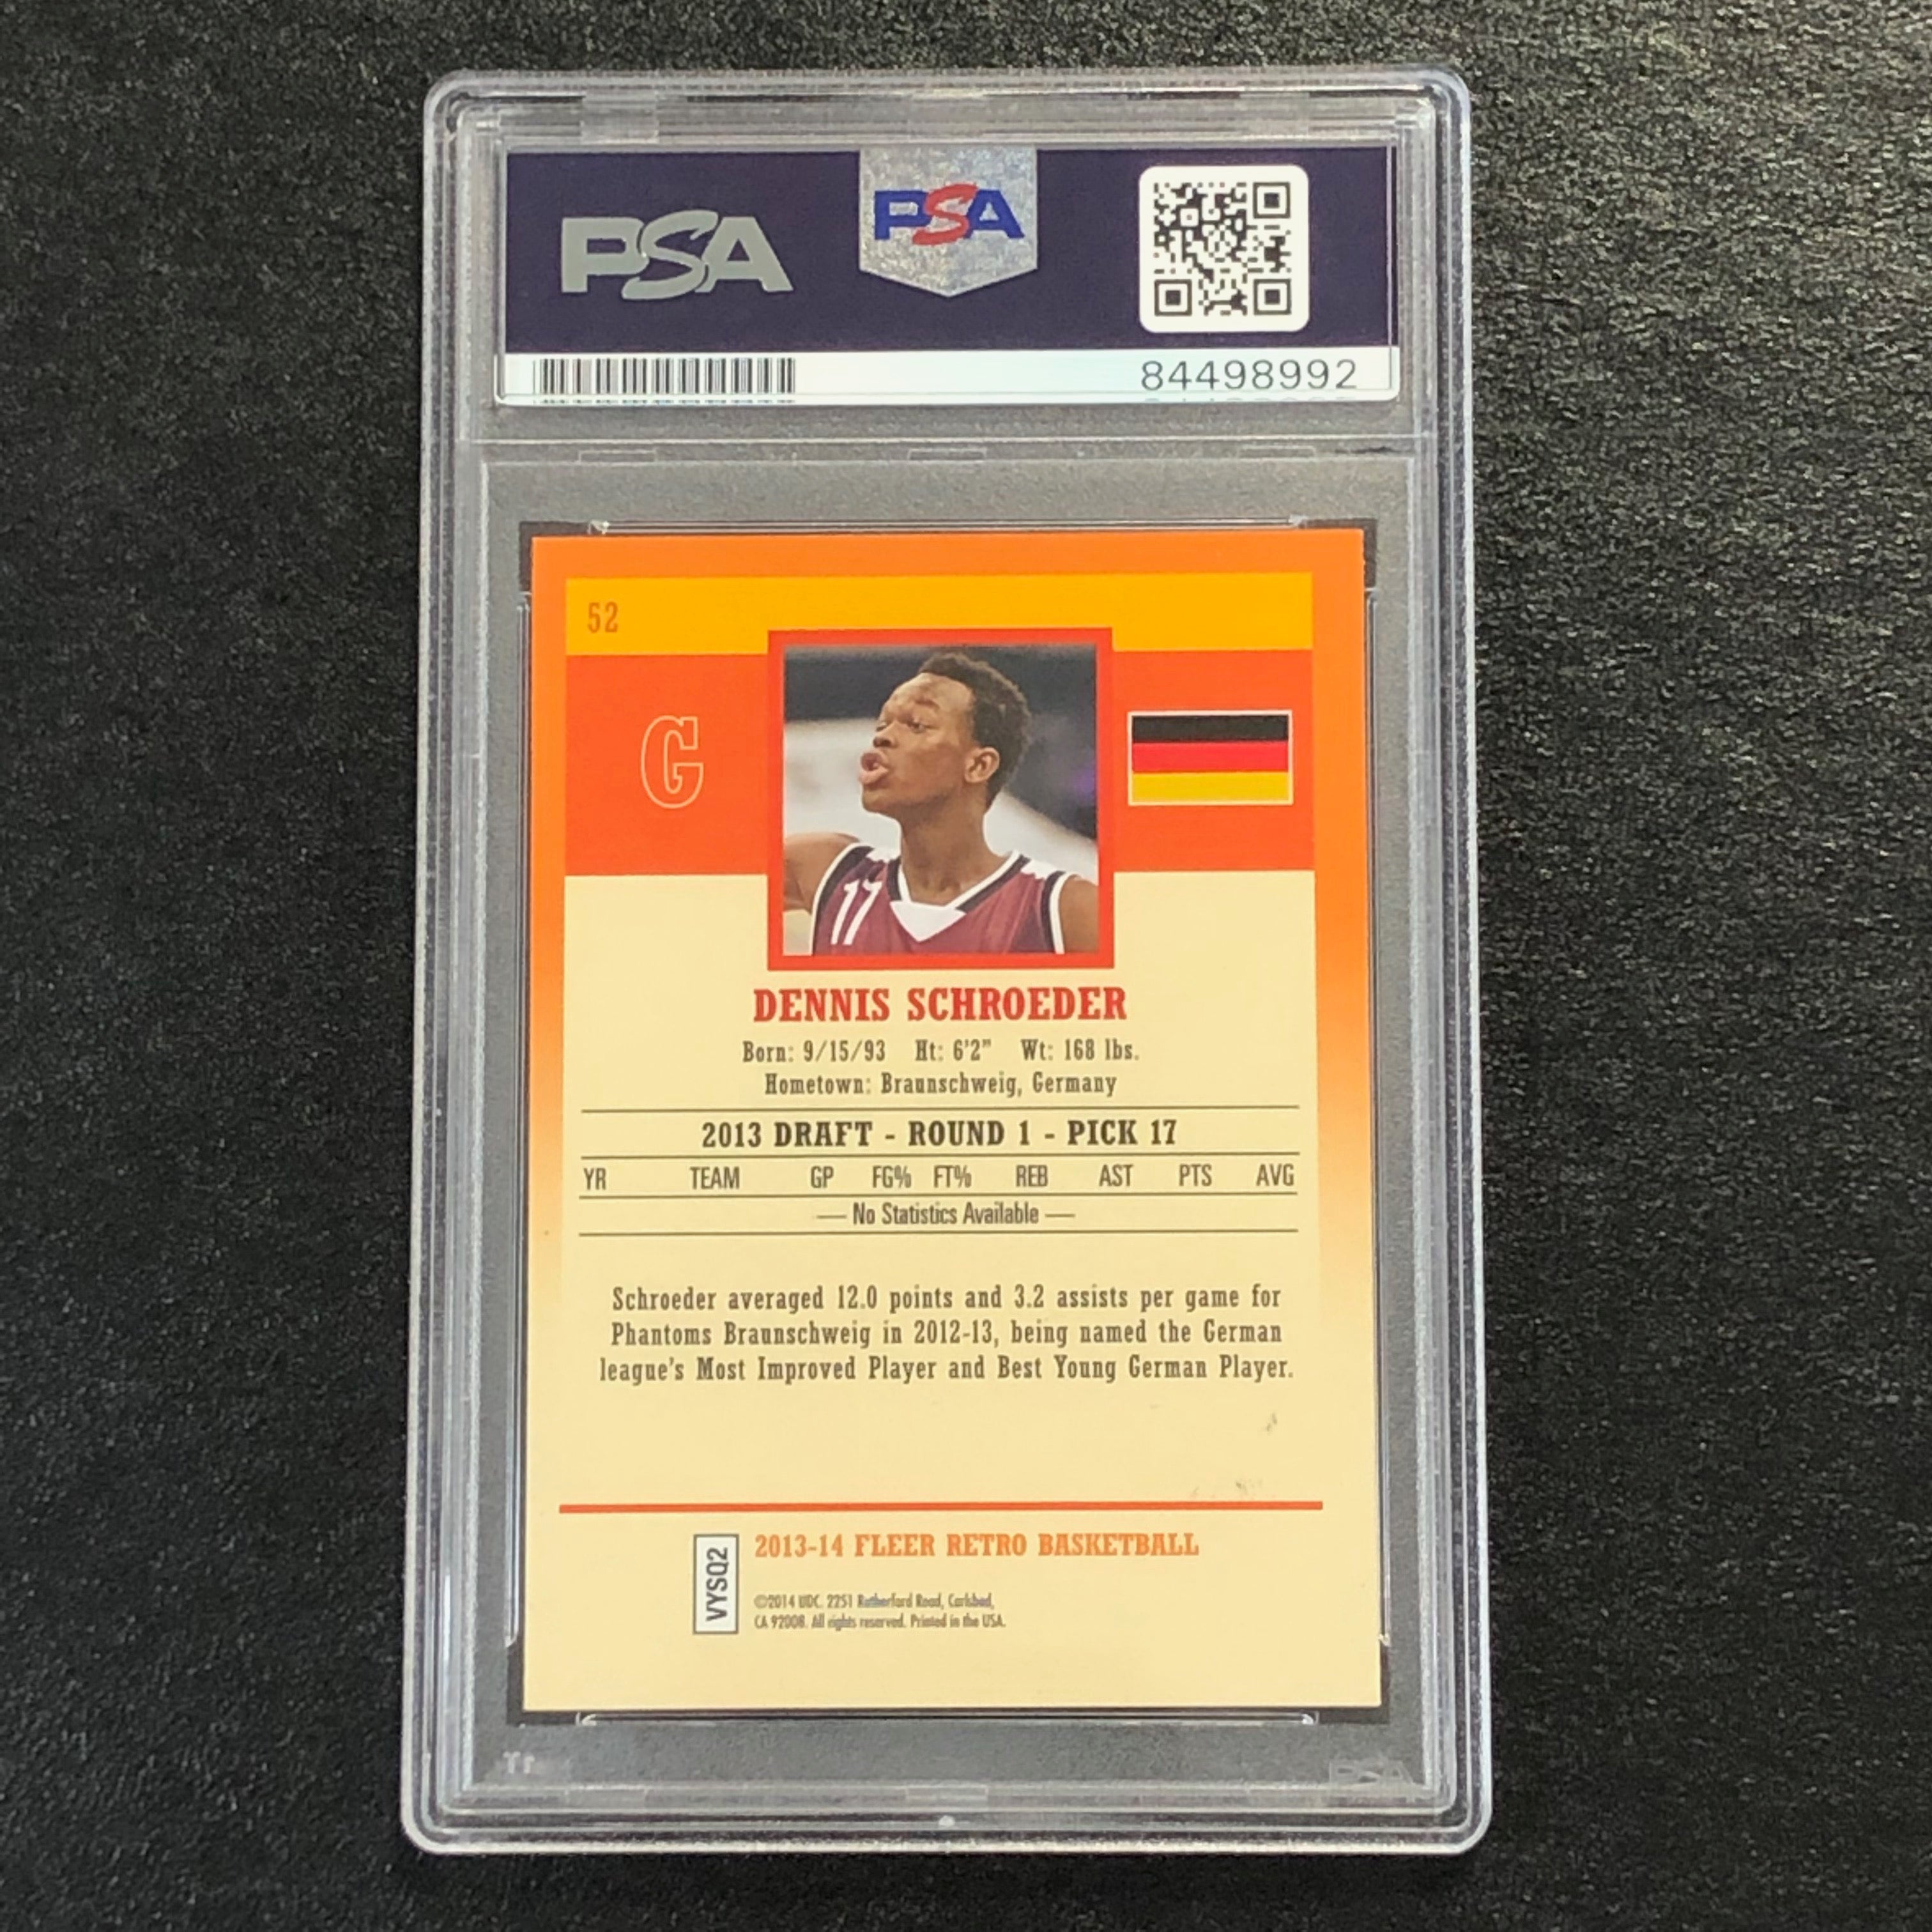 PSA
PSA
84498992
52
G
17
DENNIS SCHROEDER
Born: 9/15/93 Ht: 6'2" Wt: 168 lbs.
Hometown: Braunschweig, Germany
2013 DRAFT - ROUND 1 - PICK 17
YR TEAM GP FG% FT% REB AST PTS AVG
— No Statistics Available —
Schroeder averaged 12.0 points and 3.2 assists per game for
Phantoms Braunschweig in 2012-13, being named the German
league's Most Improved Player and Best Young German Player.
VYSQ2
2013-14 FLEER RETRO BASKETBALL
©2014 UDC. 2251 Rutherford Road, Carlsbad,
CA 92008. All rights reserved. Printed in the USA.
PSA